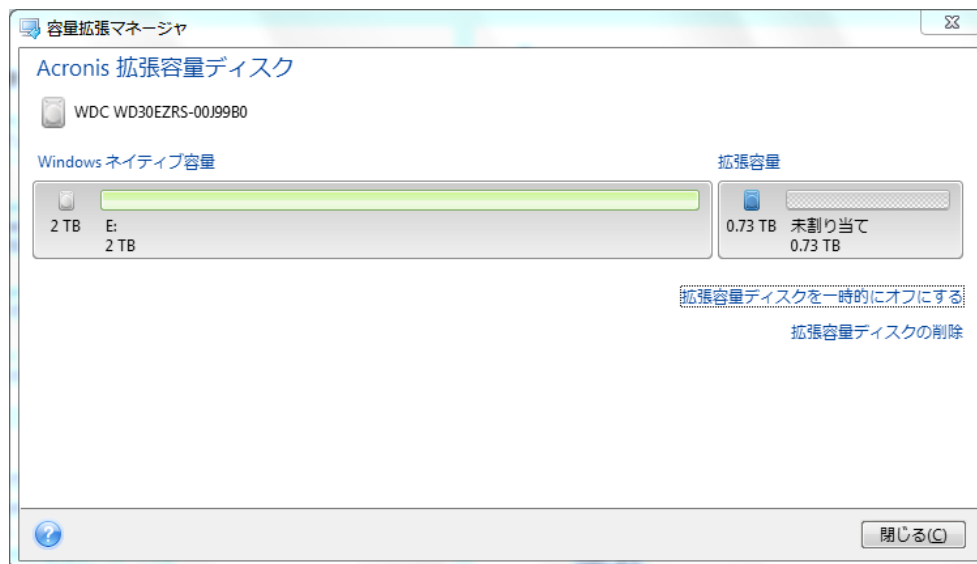 容量拡張マネージャ
Acronis 拡張容量ディスク
WDC WD30EZRS-00J99B0
Windows ネイティブ容量
拡張容量
2 TB
E:
2 TB
0.73 TB
未割り当て
0.73 TB
拡張容量ディスクを一時的にオフにする
拡張容量ディスクの削除
?
閉じる(C)